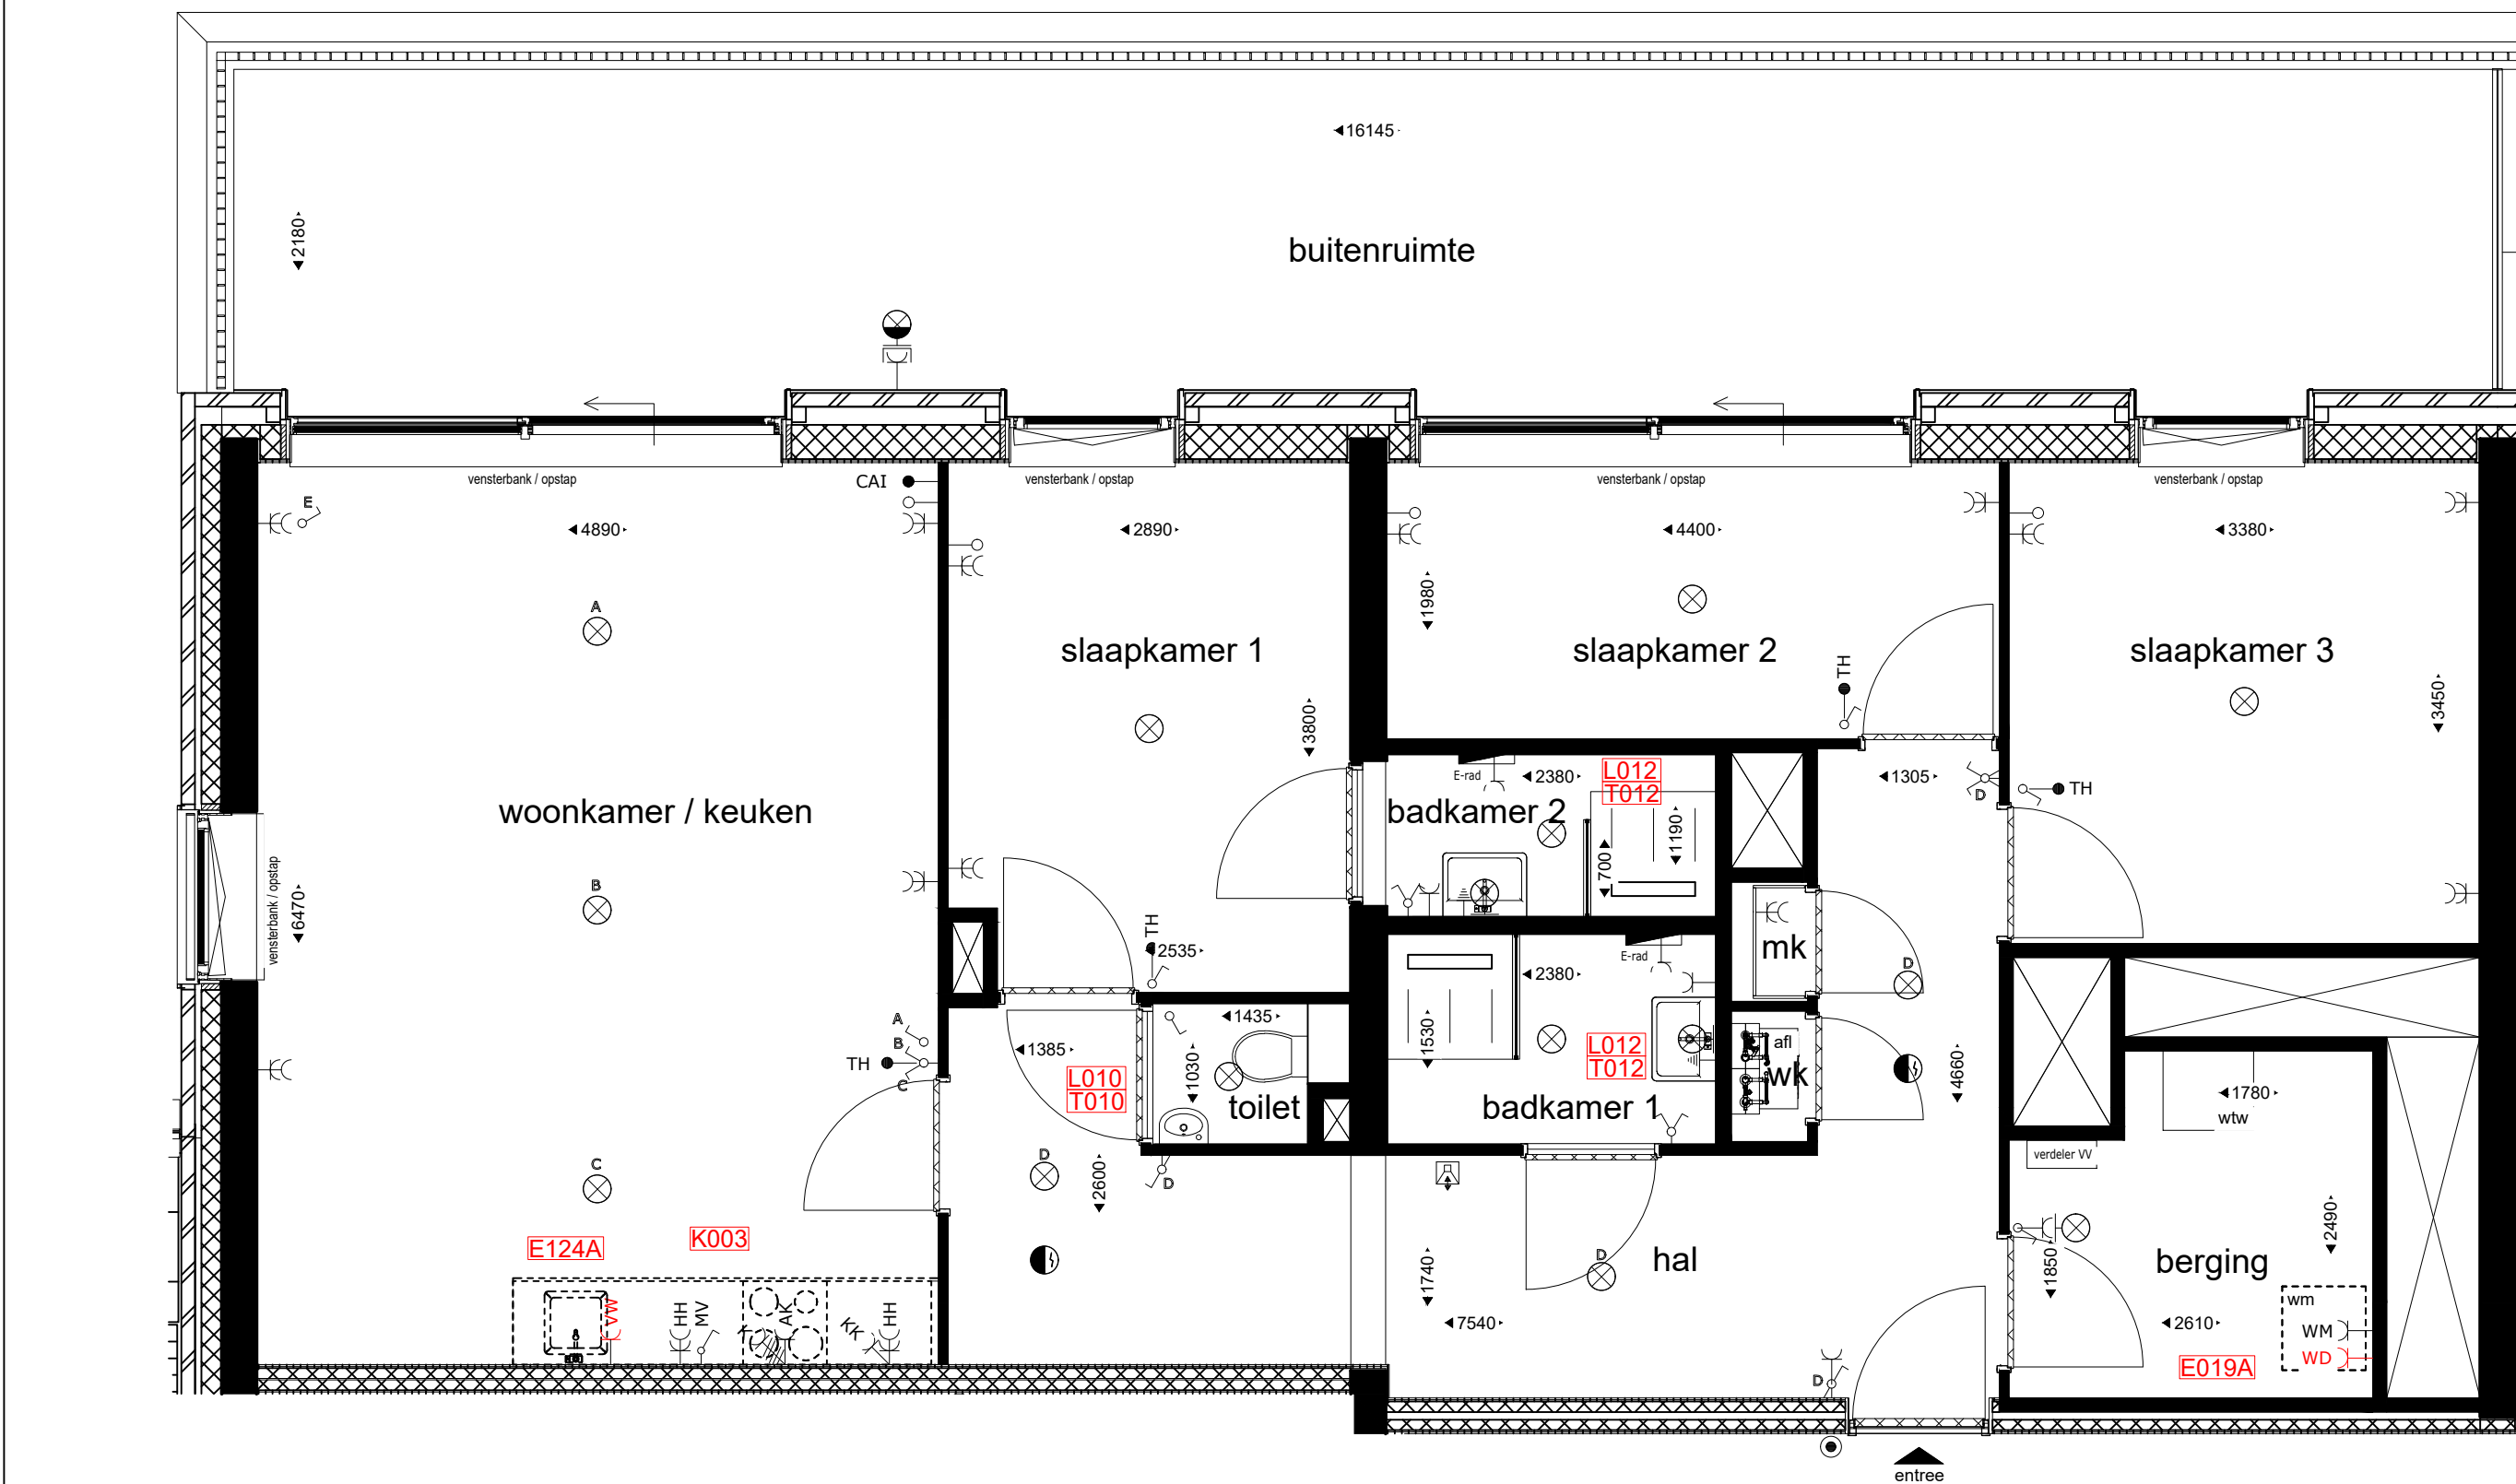 16145
2180
buitenruimte
vensterbank / opstap
CAI
vensterbank / opstap
vensterbank / opstap
vensterbank / opstap
E
4890
2890
4400
3380
1980
A
slaapkamer 1
slaapkamer 2
slaapkamer 3
TH
3800
3450
E-rad
2380
L012
T012
1305
D
TH
woonkamer / keuken
badkamer 2
1190
700
vensterbank / opstap
6470
B
TH
2535
mk
E-rad
2380
D
A
B
C
TH
1385
1435
1030
L010
T010
toilet
1530
L012
T012
badkamer 1
afl
wk
4660
1780
wtw
verdeler VV
C
D
2600
D
E124A
K003
D
hal
1740
7540
berging
2490
1850
2610
wm
WM
WD
E019A
VW
HH
MV
K
AK
KK
HH
D
entree